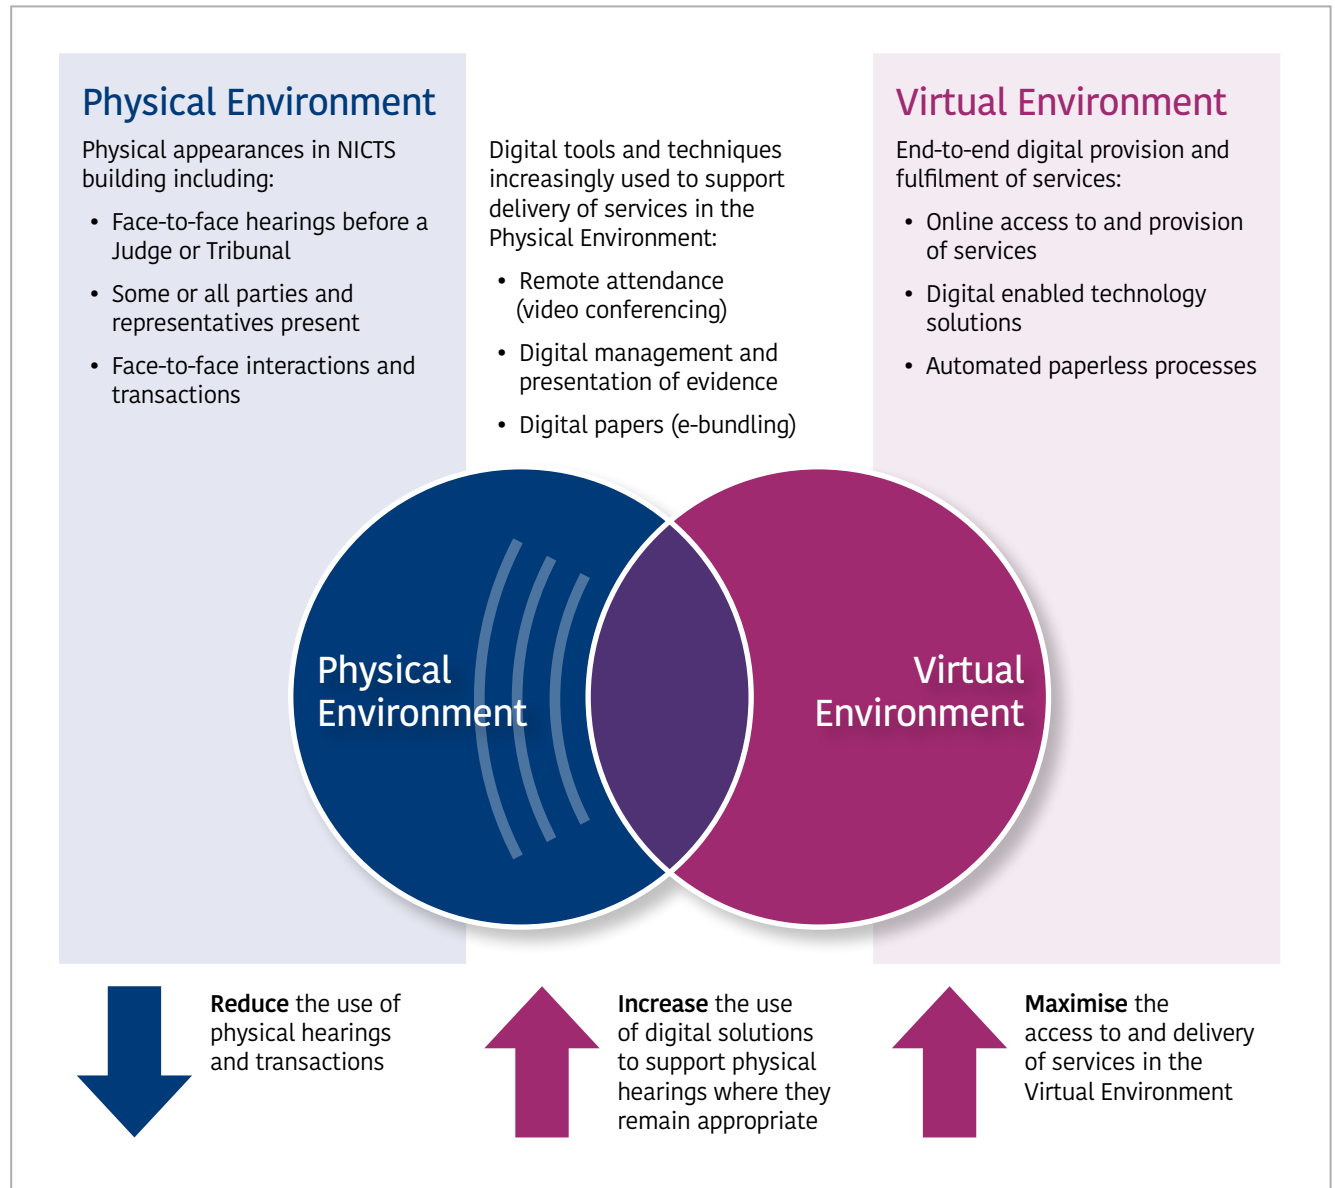 Physical Environment
Physical appearances in NICTS
building including:
• Face-to-face hearings before a
Judge or Tribunal
• Some or all parties and
representatives present
• Face-to-face interactions and
transactions
Digital tools and techniques
increasingly used to support
delivery of services in the
Physical Environment:
• Remote attendance
(video conferencing)
• Digital management and
presentation of evidence
• Digital papers (e-bundling)
Virtual Environment
End-to-end digital provision and
fulfilment of services:
• Online access to and provision
of services
• Digital enabled technology
solutions
• Automated paperless processes
Physical
Environment
Virtual
Environment
Reduce the use of
physical hearings
and transactions
Increase the use
of digital solutions
to support physical
hearings where they
remain appropriate
Maximise the
access to and delivery
of services in the
Virtual Environment